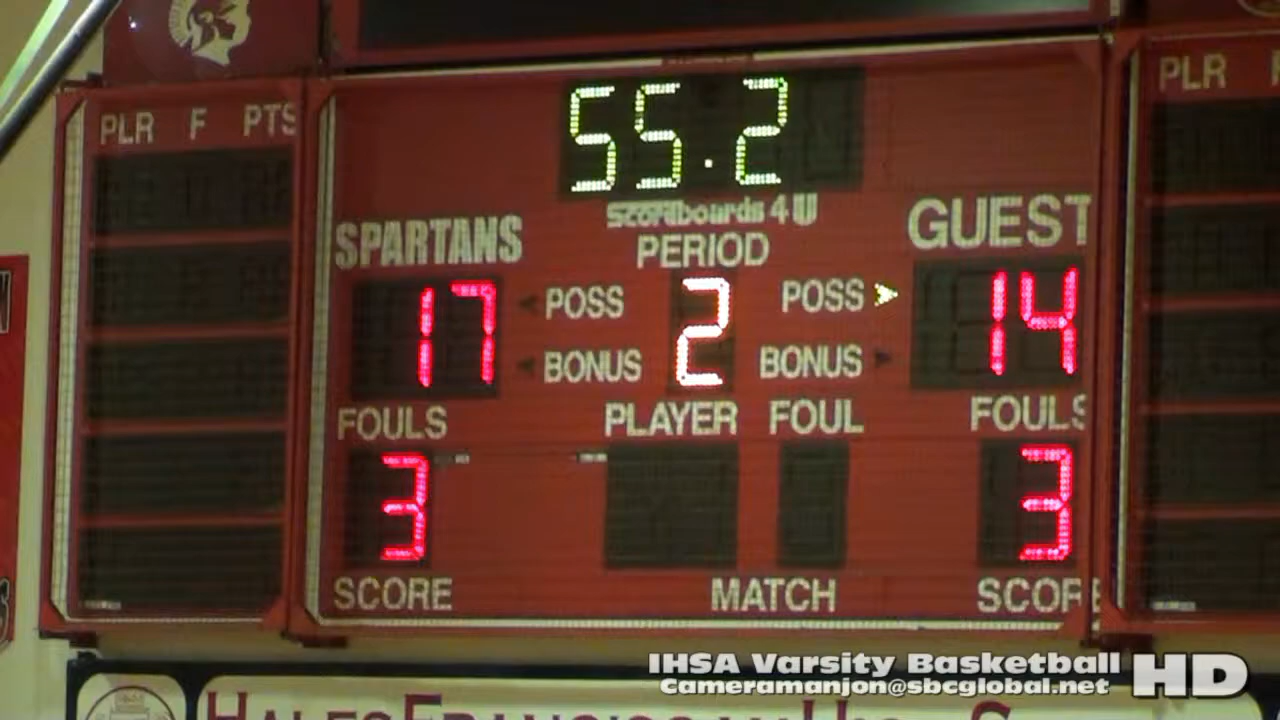 PLR F PTS
55.2
PLR
Scoreboards 4 U
SPARTANS
PERIOD
GUEST
17
POSS
2
POSS
14
BONUS
BONUS
FOULS
PLAYER FOUL
FOULS
3
3
SCORE
MATCH
SCOR
IHSA Varsity Basketball HD
Cameramanjon@sbcglobal.net